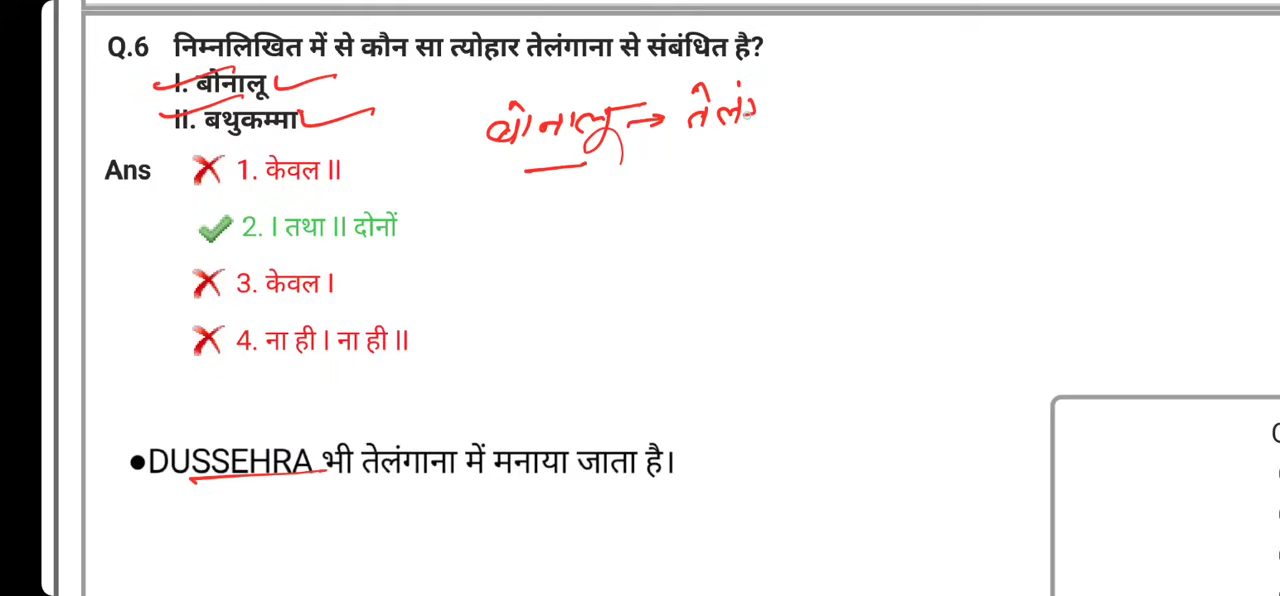 Q.6 निम्नलिखित में से कौन सा त्योहार तेलंगाना से संबंधित है?
I. बोनालू
II. बथुकम्मा
बोनालू → तेलं
Ans 1. केवल II
2. I तथा II दोनों
3. केवल I
4. ना ही I ना ही II
●DUSSEHRA भी तेलंगाना में मनाया जाता है।